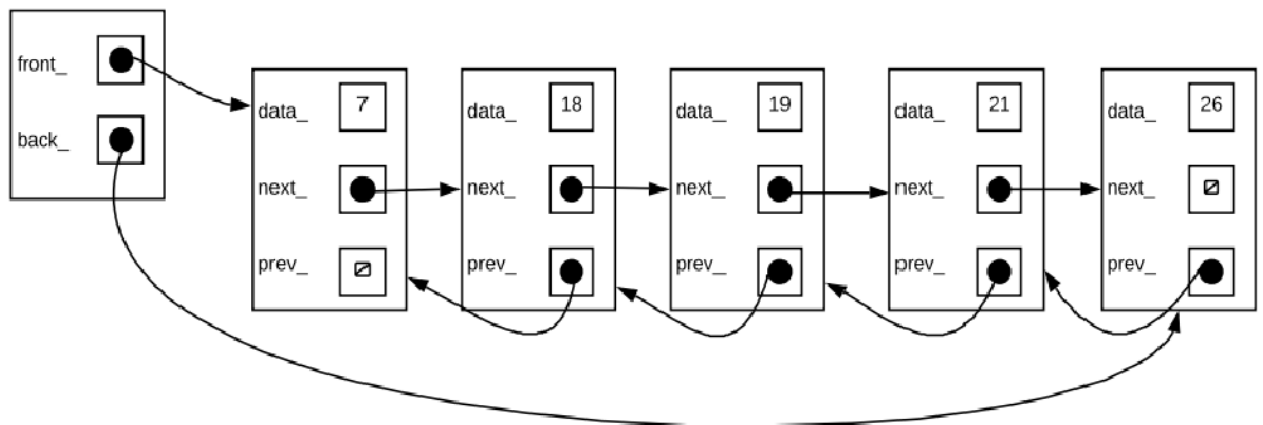 front_
back_
data_ 7
next_
prev_
data_ 18
next_
prev_
data_ 19
next_
prev_
data_ 21
next_
prev_
data_ 26
next_
prev_